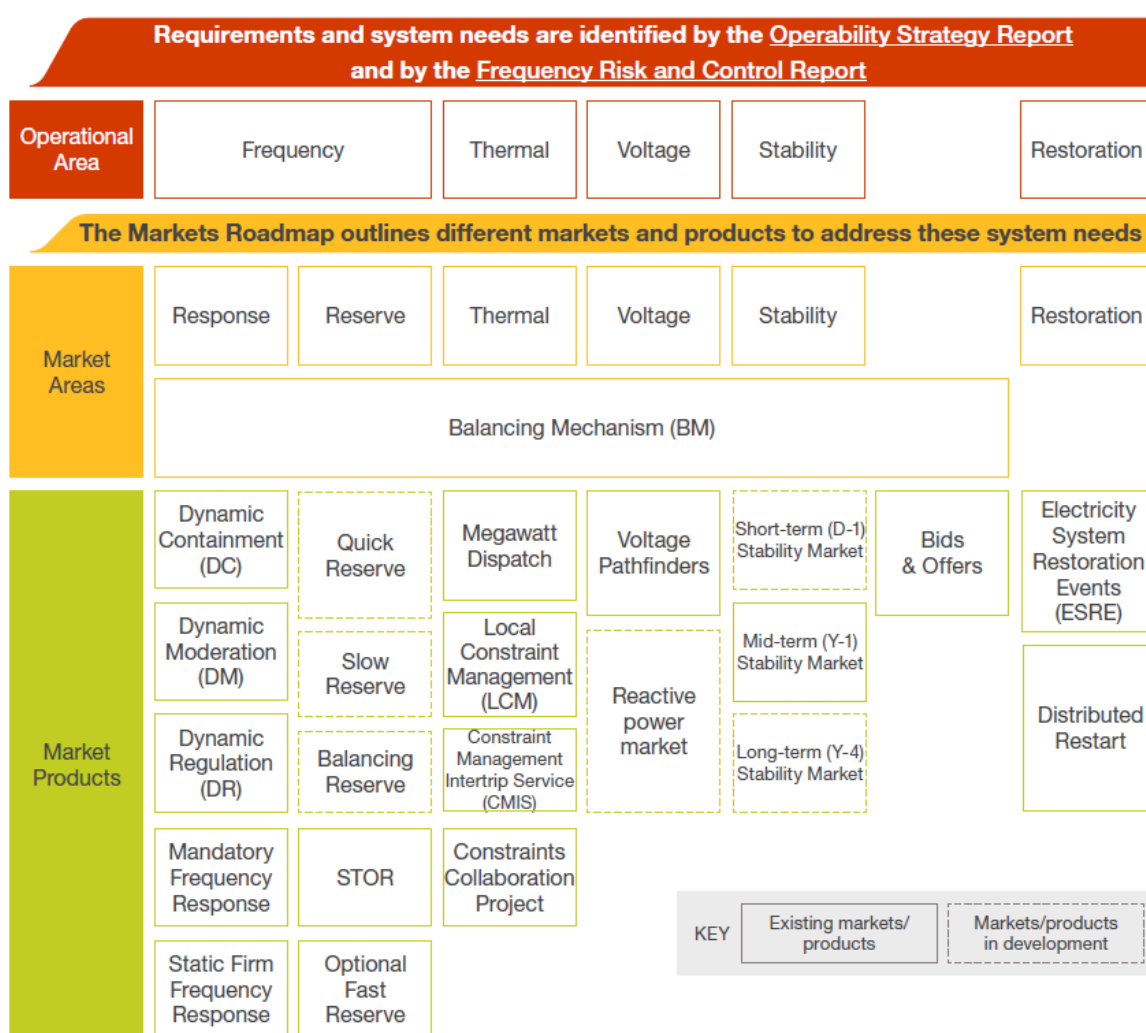 Requirements and system needs are identified by the Operability Strategy Report
and by the Frequency Risk and Control Report
Operational
Area
Frequency
Thermal
Voltage
Stability
Restoration
The Markets Roadmap outlines different markets and products to address these system needs
Market
Areas
Response
Reserve
Thermal
Voltage
Stability
Restoration
Balancing Mechanism (BM)
Market
Products
Dynamic
Containment
(DC)
Quick
Reserve
Megawatt
Dispatch
Voltage
Pathfinders
Short-term (D-1)
Stability Market
Bids
& Offers
Electricity
System
Restoration
Events
(ESRE)
Dynamic
Moderation
(DM)
Slow
Reserve
Local
Constraint
Management
(LCM)
Reactive
power
market
Mid-term (Y-1)
Stability Market
Distributed
Restart
Dynamic
Regulation
(DR)
Balancing
Reserve
Constraint
Management
Intertrip Service
(CMIS)
Long-term (Y-4)
Stability Market
Mandatory
Frequency
Response
STOR
Constraints
Collaboration
Project
Static Firm
Frequency
Response
Optional
Fast
Reserve
KEY
Existing markets/
products
Markets/products
in development